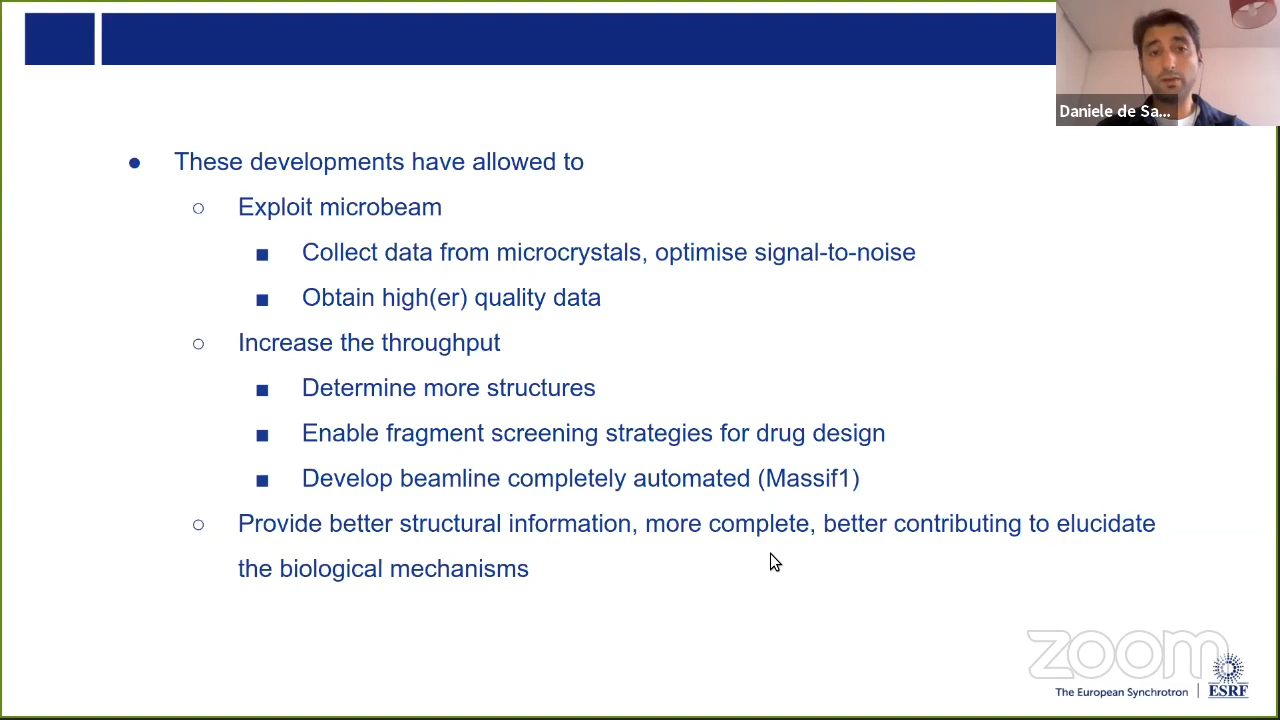 Daniele de Sa...
● These developments have allowed to
○ Exploit microbeam
■ Collect data from microcrystals, optimise signal-to-noise
■ Obtain high(er) quality data
○ Increase the throughput
■ Determine more structures
■ Enable fragment screening strategies for drug design
■ Develop beamline completely automated (Massif1)
○ Provide better structural information, more complete, better contributing to elucidate
the biological mechanisms
zoom
The European Synchrotron | ESRF